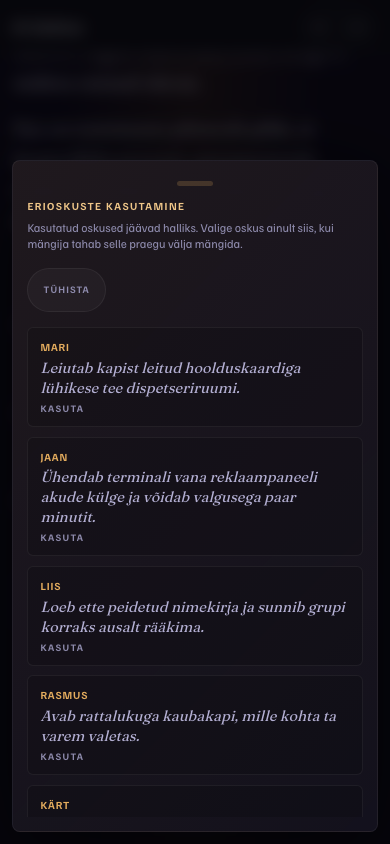 ERIOSKUSTE KASUTAMINE
Kasutatud oskused jäävad halliks. Valige oskus ainult siis, kui
mängija tahab selle praegu välja mängida.
TÜHISTA
MARI
Leiutab kapist leitud hoolduskaardiga
lühikese tee dispetseriruumi.
KASUTA
JAAN
Ühendab terminali vana reklaampaneeli
akude külge ja võidab valgusega paar
minutit.
KASUTA
LIIS
Loeb ette peidetud nimekirja ja sunnib grupi
korraks ausalt rääkima.
KASUTA
RASMUS
Avab rattalukuga kaubakapi, mille kohta ta
varem valetas.
KASUTA
KÄRT